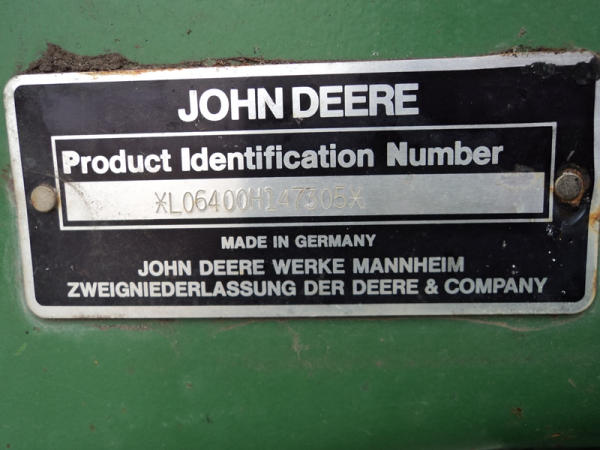 JOHN DEERE
Product Identification Number
*L06400H147305*
MADE IN GERMANY
JOHN DEERE WERKE MANNHEIM
ZWEIGNIEDERLASSUNG DER DEERE & COMPANY